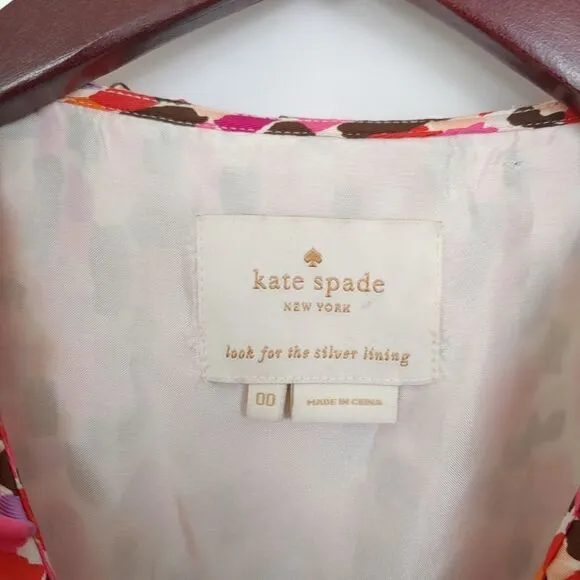 kate spade
NEW YORK
look for the silver lining
00
MADE IN CHINA